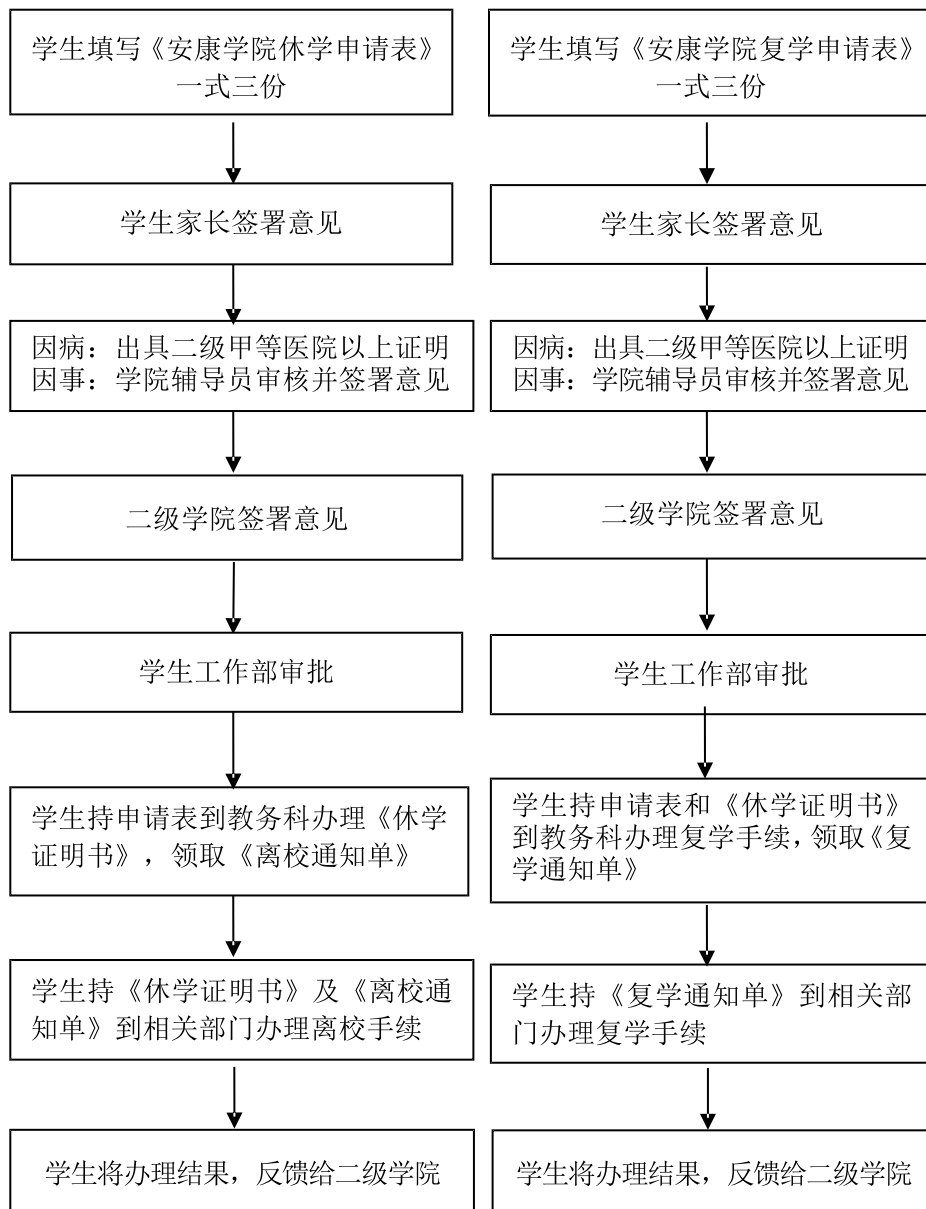 学生填写《安康学院休学申请表》
一式三份
学生家长签署意见
因病：出具二级甲等医院以上证明
因事：学院辅导员审核并签署意见
二级学院签署意见
学生工作部审批
学生持申请表到教务科办理《休学
证明书》，领取《离校通知单》
学生持《休学证明书》及《离校通
知单》到相关部门办理离校手续
学生将办理结果，反馈给二级学院
学生填写《安康学院复学申请表》
一式三份
学生家长签署意见
因病：出具二级甲等医院以上证明
因事：学院辅导员审核并签署意见
二级学院签署意见
学生工作部审批
学生持申请表和《休学证明书》
到教务科办理复学手续，领取《复
学通知单》
学生持《复学通知单》到相关部
门办理复学手续
学生将办理结果，反馈给二级学院